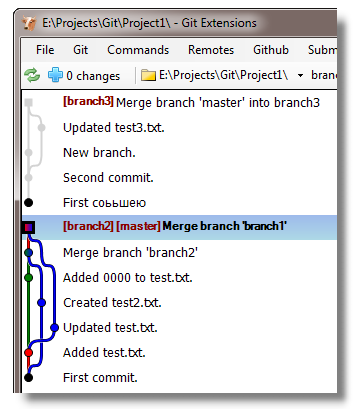 E:\Projects\Git\Project1\ - Git Extensions
File Git Commands Remotes Github Subm
0 changes E:\Projects\Git\Project1\ bran
[branch3] Merge branch 'master' into branch3
Updated test3.txt.
New branch.
Second commit.
First соььшею
[branch2] [master] Merge branch 'branch1'
Merge branch 'branch2'
Added 0000 to test.txt.
Created test2.txt.
Updated test.txt.
Added test.txt.
First commit.